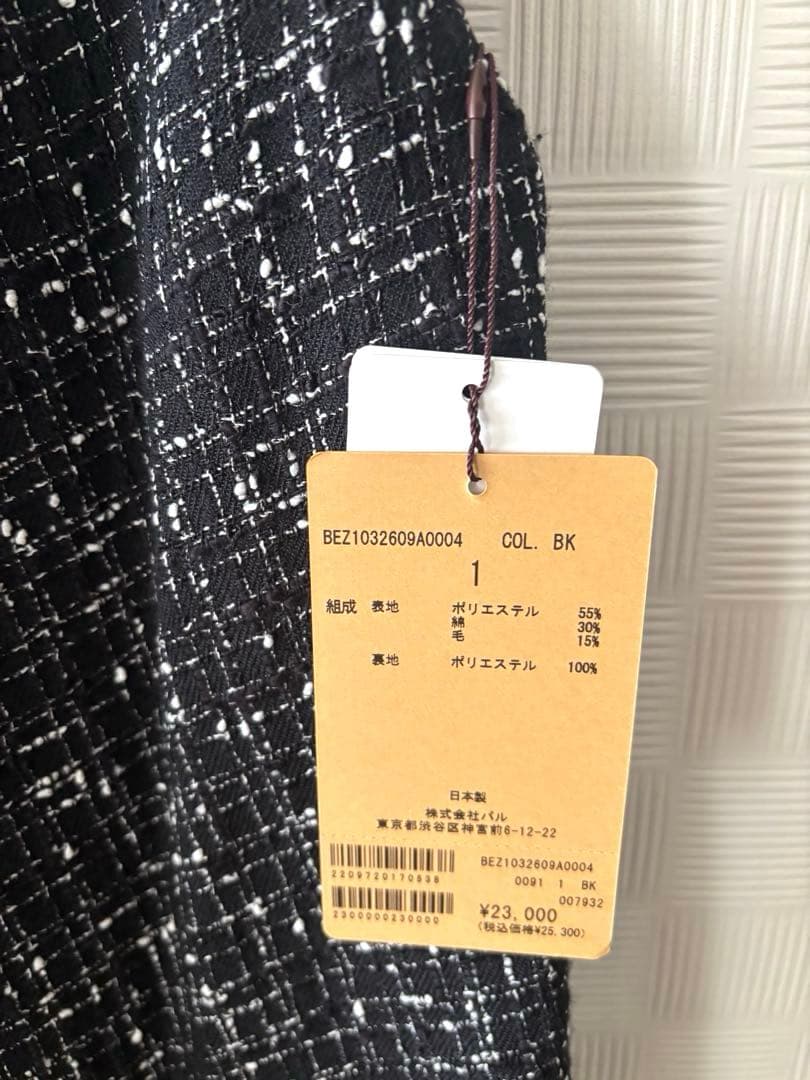 BEZ1032609A0004 COL. BK
1
組成 表地 ポリエステル 55%
綿 30%
毛 15%
裏地 ポリエステル 100%
日本製
株式会社パル
東京都渋谷区神宮前6-12-22
BEZ1032609A0004
2209720170538
0091 1 BK
007932
2300000230000
¥23,000
(税込価格¥25,300)